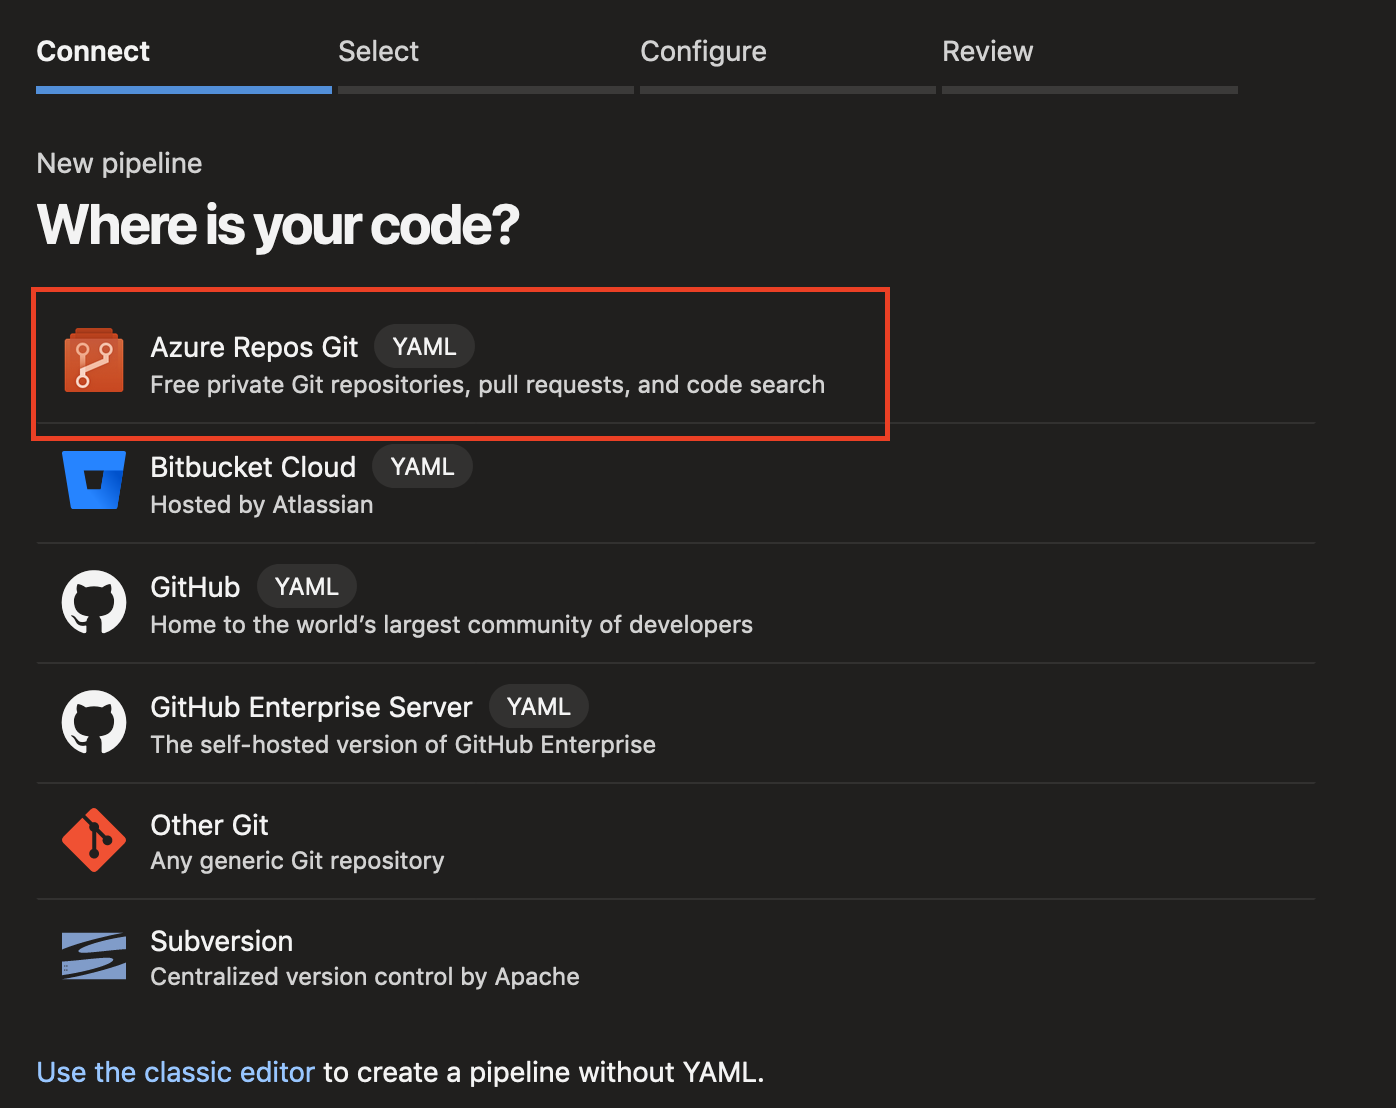 Connect Select Configure Review
New pipeline
Where is your code?
Azure Repos Git YAML
Free private Git repositories, pull requests, and code search
Bitbucket Cloud YAML
Hosted by Atlassian
GitHub YAML
Home to the world’s largest community of developers
GitHub Enterprise Server YAML
The self-hosted version of GitHub Enterprise
Other Git
Any generic Git repository
Subversion
Centralized version control by Apache
Use the classic editor to create a pipeline without YAML.